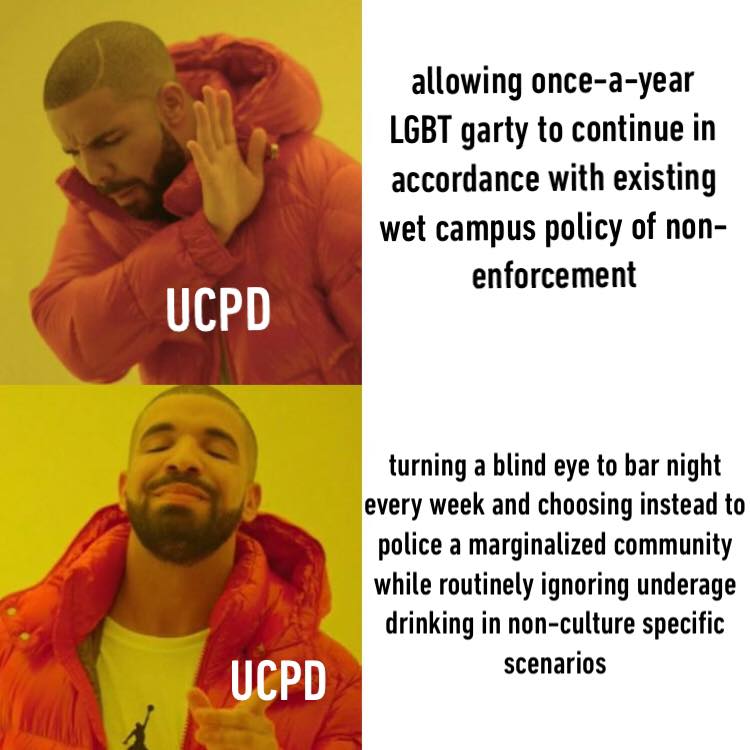 allowing once-a-year
LGBT garty to continue in
accordance with existing
wet campus policy of non-
enforcement
UCPD
turning a blind eye to bar night
every week and choosing instead to
police a marginalized community
while routinely ignoring underage
drinking in non-culture specific
scenarios
UCPD